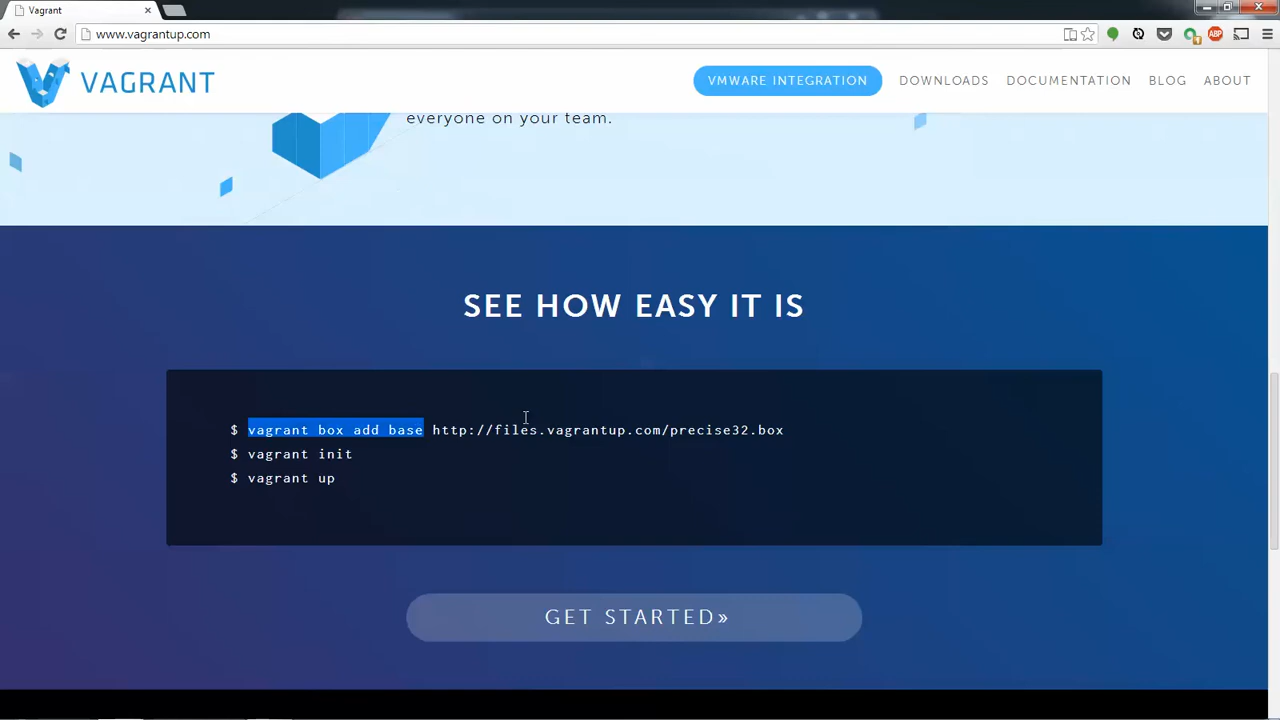 Vagrant
www.vagrantup.com
VAGRANT
VMWARE INTEGRATION
DOWNLOADS
DOCUMENTATION
BLOG
ABOUT
everyone on your team.
SEE HOW EASY IT IS
$ vagrant box add base http://files.vagrantup.com/precise32.box
$ vagrant init
$ vagrant up
GET STARTED»
ABP